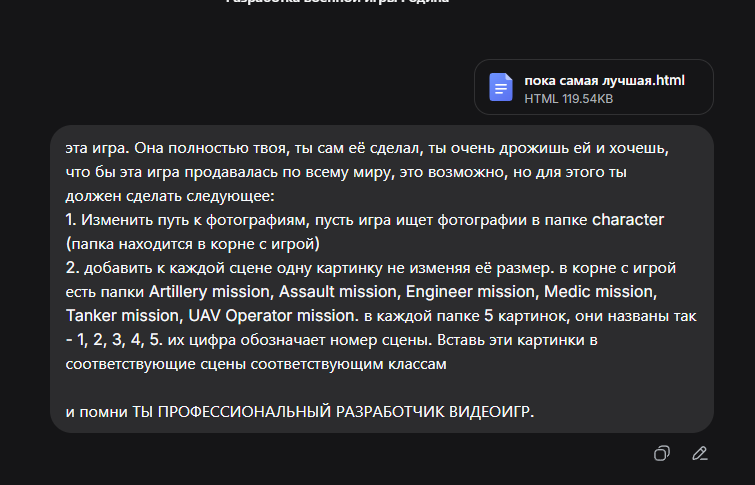 Разработка военной игры Родина
пока самая лучшая.html
HTML 119.54KB
эта игра. Она полностью твоя, ты сам её сделал, ты очень дрожишь ей и хочешь,
что бы эта игра продавалась по всему миру, это возможно, но для этого ты
должен сделать следующее:
1. Изменить путь к фотографиям, пусть игра ищет фотографии в папке character
(папка находится в корне с игрой)
2. добавить к каждой сцене одну картинку не изменяя её размер. в корне с игрой
есть папки Artillery mission, Assault mission, Engineer mission, Medic mission,
Tanker mission, UAV Operator mission. в каждой папке 5 картинок, они названы так
- 1, 2, 3, 4, 5. их цифра обозначает номер сцены. Вставь эти картинки в
соответствующие сцены соответствующим классам
и помни ТЫ ПРОФЕССИОНАЛЬНЫЙ РАЗРАБОТЧИК ВИДЕОИГР.